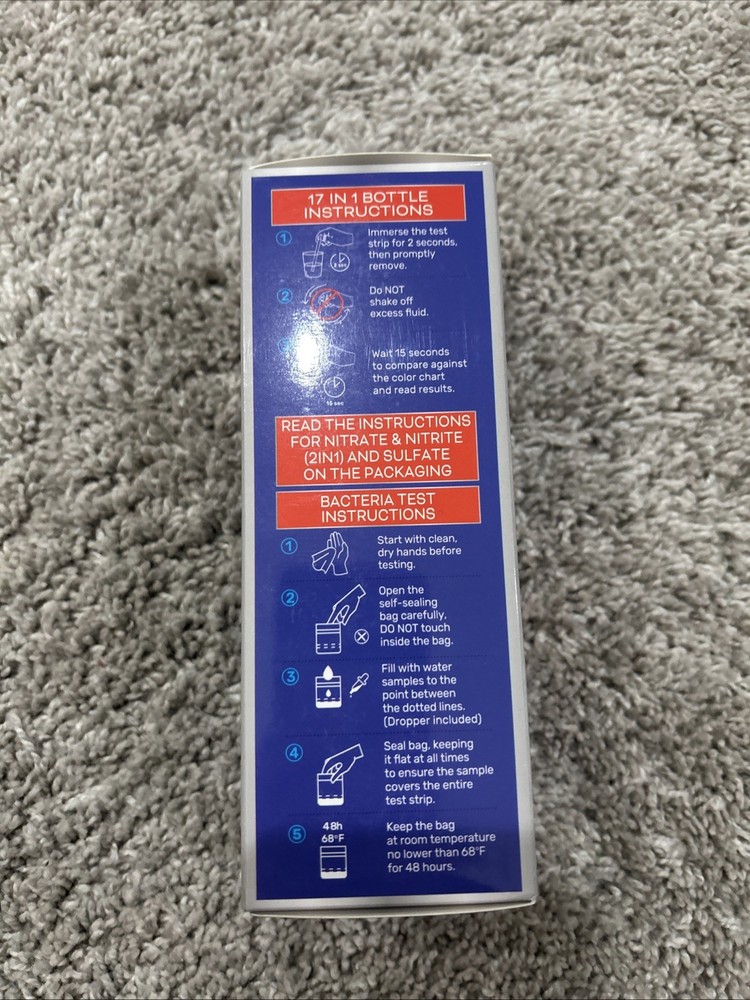 17 IN 1 BOTTLE
INSTRUCTIONS
1
Immerse the test
strip for 2 seconds,
then promptly
remove.
2 sec
2
Do NOT
shake off
excess fluid.
Wait 15 seconds
to compare against
the color chart
and read results.
15 sec
READ THE INSTRUCTIONS
FOR NITRATE & NITRITE
(2IN1) AND SULFATE
ON THE PACKAGING
BACTERIA TEST
INSTRUCTIONS
1
Start with clean,
dry hands before
testing.
2
Open the
self-sealing
bag carefully,
DO NOT touch
inside the bag.
3
Fill with water
samples to the
point between
the dotted lines.
(Dropper included)
4
Seal bag, keeping
it flat at all times
to ensure the sample
covers the entire
test strip.
5
48h
68°F
Keep the bag
at room temperature
no lower than 68°F
for 48 hours.